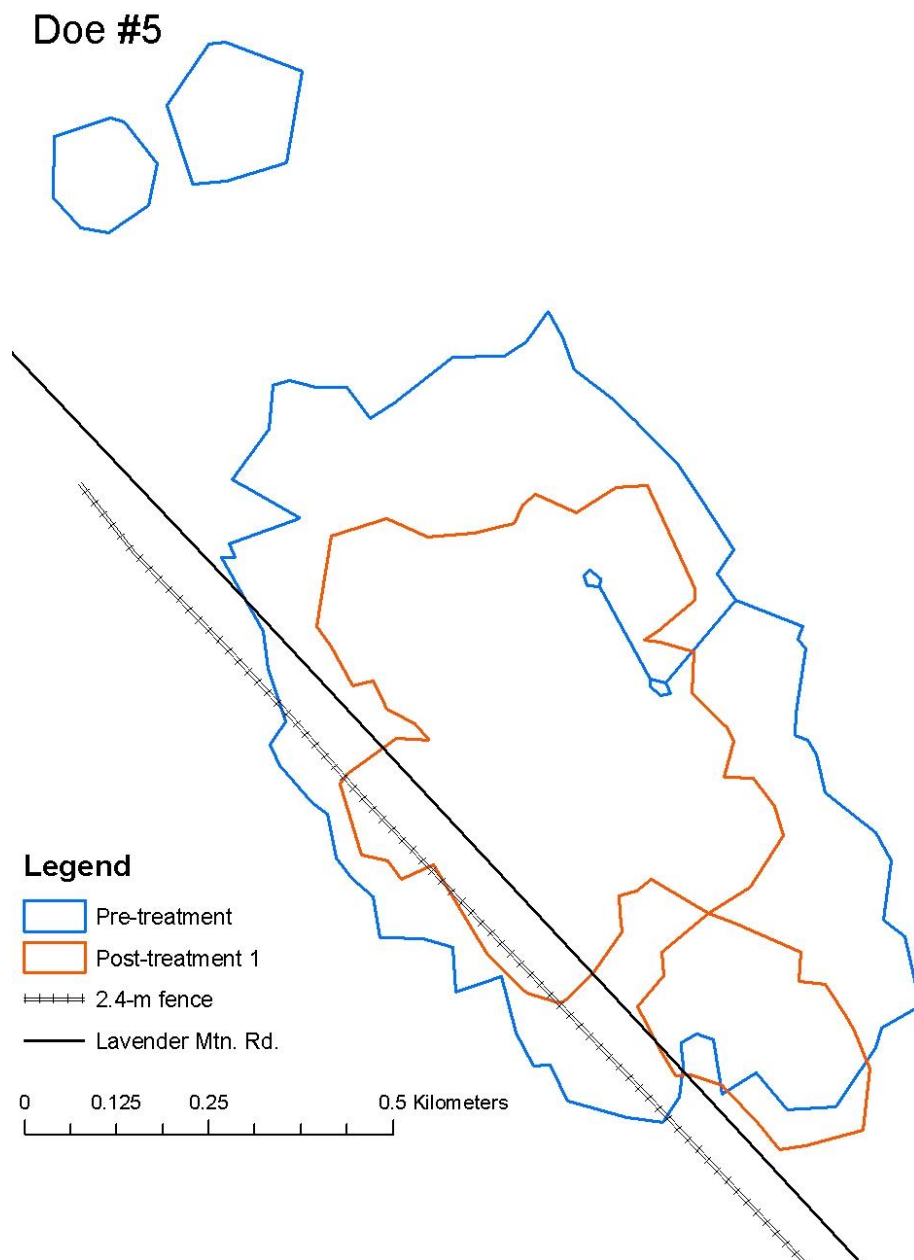 Doe #5
Legend
Pre-treatment
Post-treatment 1
2.4-m fence
Lavender Mtn. Rd.
0 0.125 0.25 0.5 Kilometers